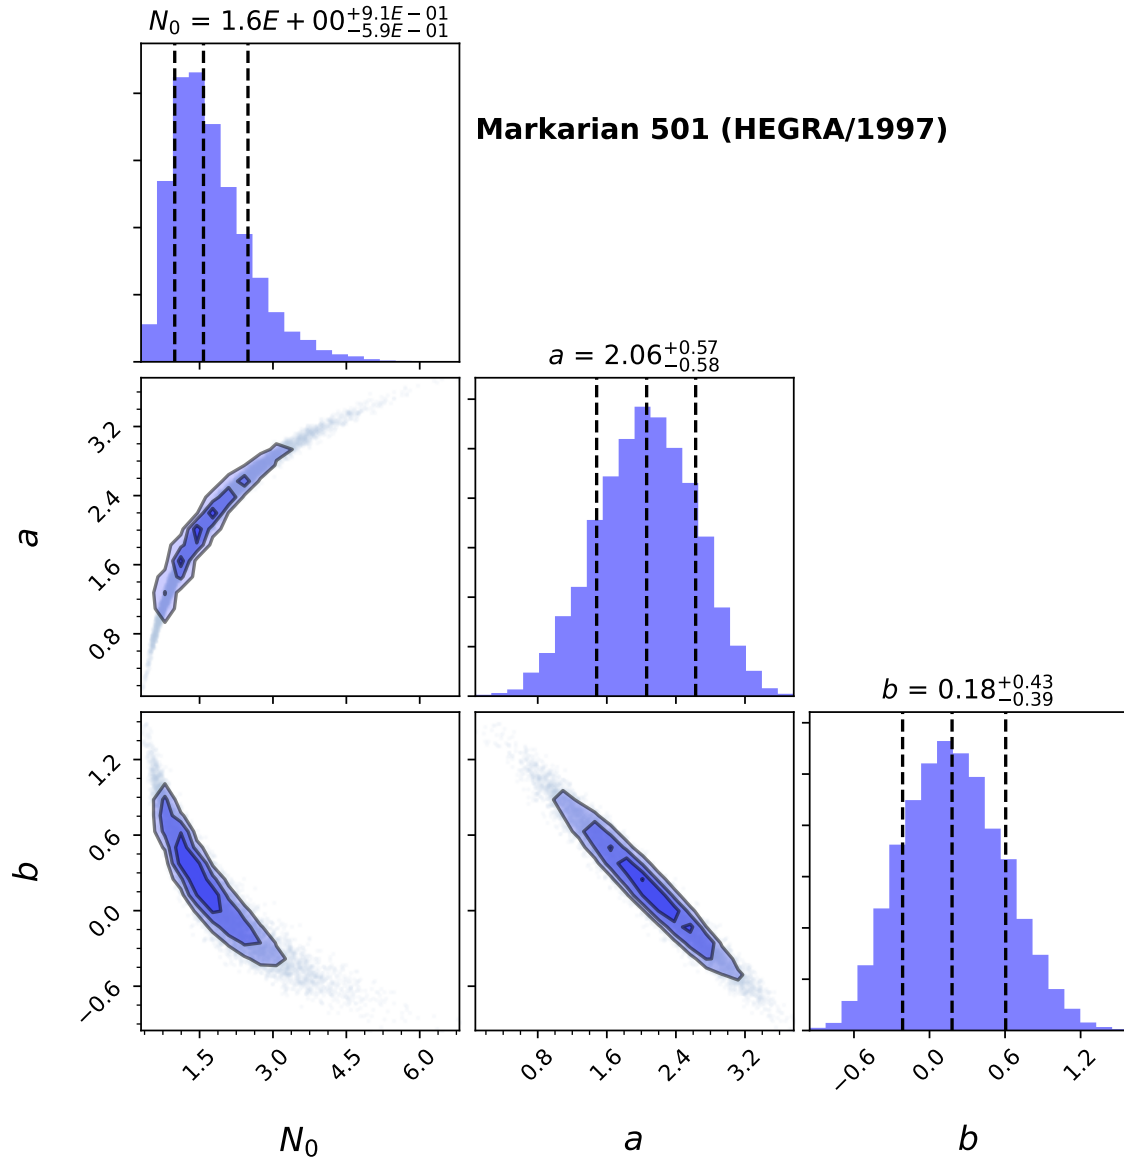 N₀ = 1.6E + 00 +9.1E−01 −5.9E−01
Markarian 501 (HEGRA/1997)
a = 2.06 +0.57 −0.58
3.2
2.4
1.6
0.8
a
b = 0.18 +0.43 −0.39
1.2
0.6
0.0
−0.6
b
1.5 3.0 4.5 6.0
0.8 1.6 2.4 3.2
−0.6 0.0 0.6 1.2
N₀
a
b